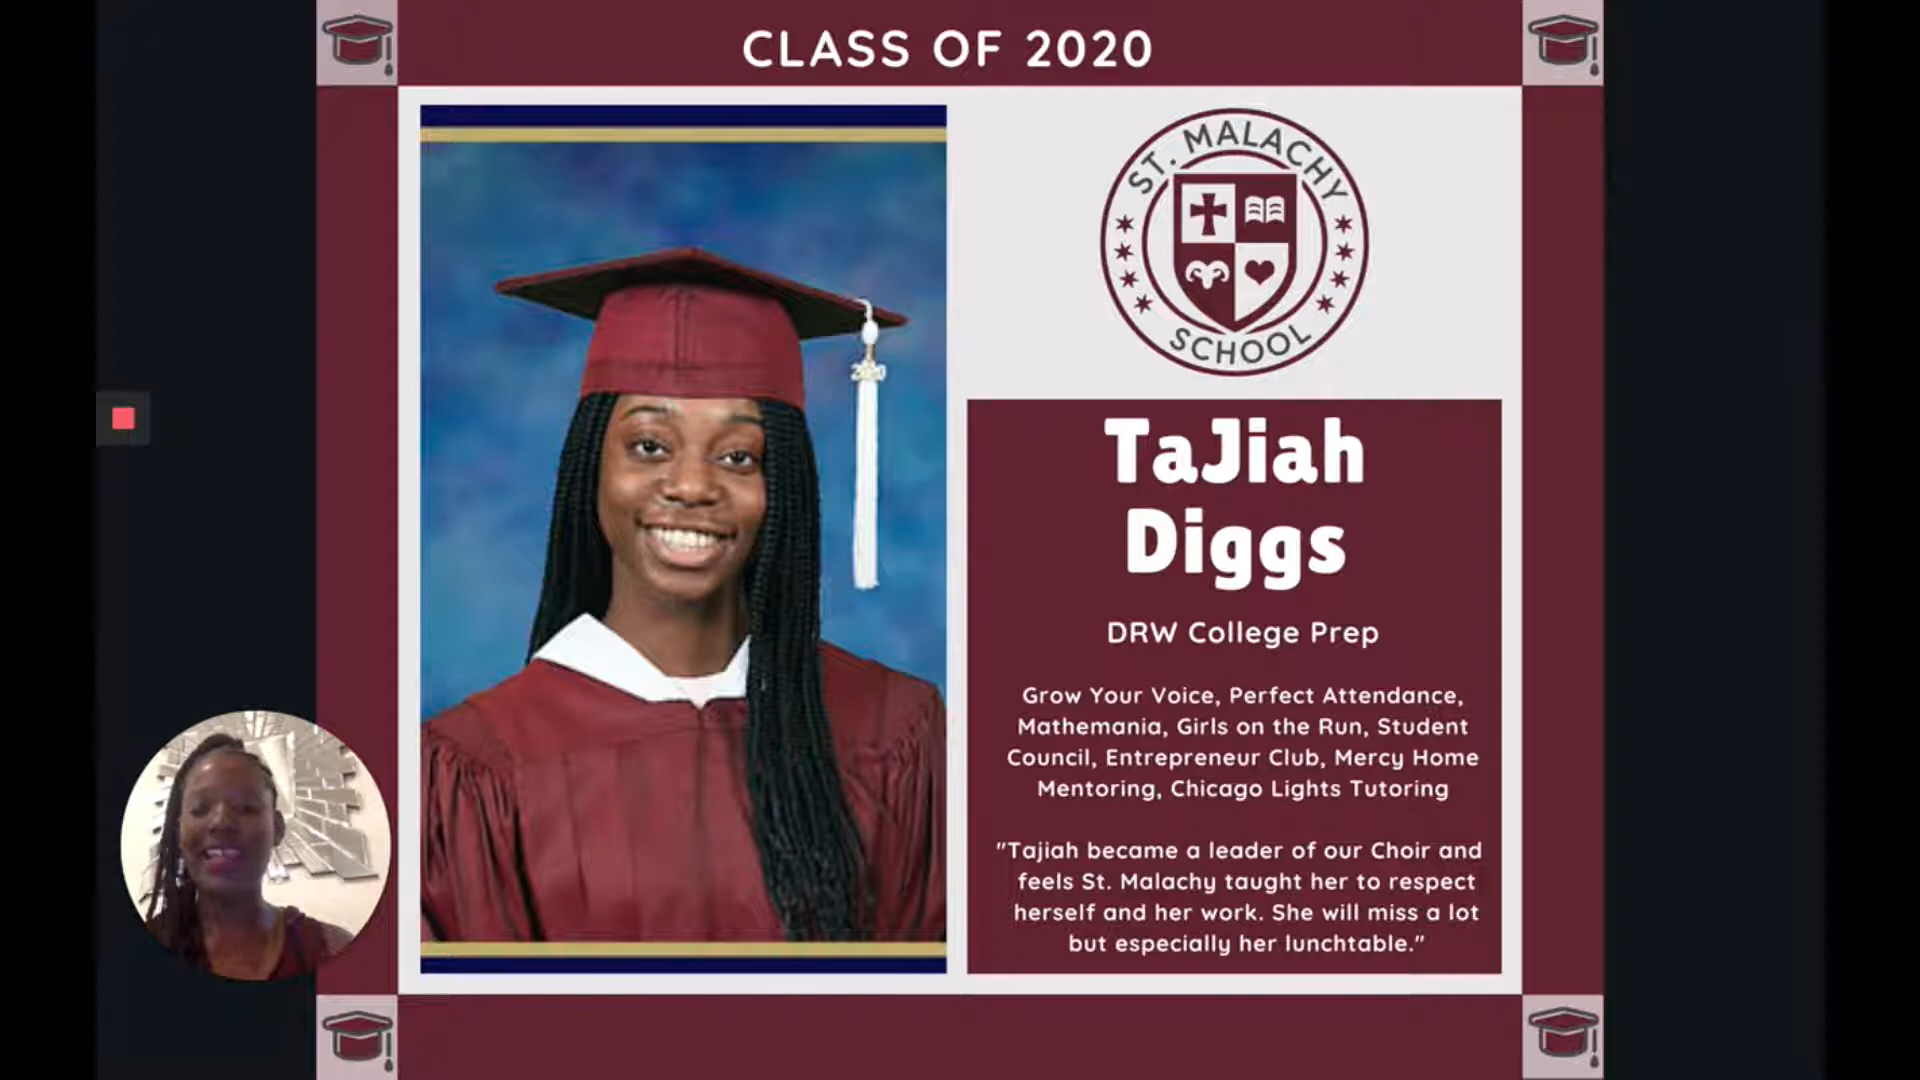 CLASS OF 2020
ST. MALACHY
SCHOOL
2020
TaJiah
Diggs
DRW College Prep
Grow Your Voice, Perfect Attendance,
Mathemania, Girls on the Run, Student
Council, Entrepreneur Club, Mercy Home
Mentoring, Chicago Lights Tutoring
"Tajiah became a leader of our Choir and
feels St. Malachy taught her to respect
herself and her work. She will miss a lot
but especially her lunchtable."